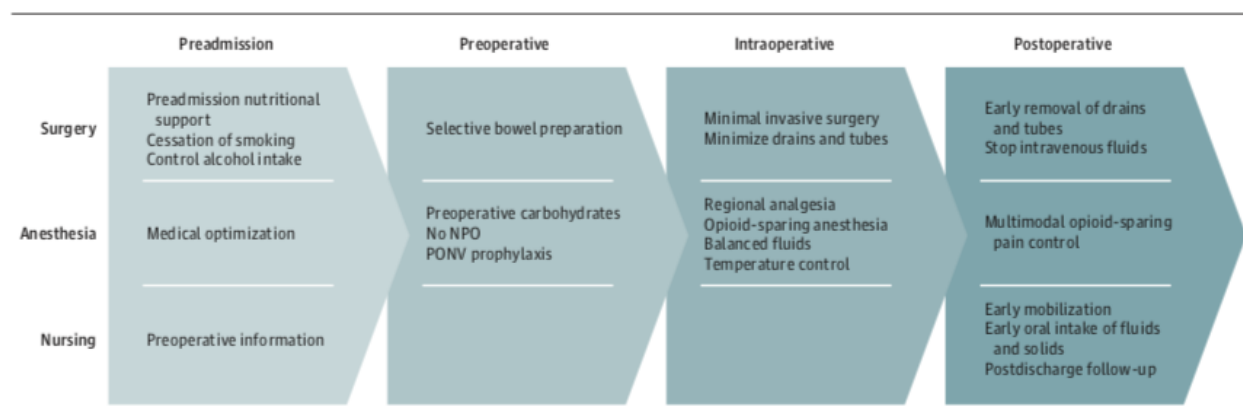 Preadmission
Preoperative
Intraoperative
Postoperative
Surgery
Preadmission nutritional
support
Cessation of smoking
Control alcohol intake
Selective bowel preparation
Minimal invasive surgery
Minimize drains and tubes
Early removal of drains
and tubes
Stop intravenous fluids
Anesthesia
Medical optimization
Preoperative carbohydrates
No NPO
PONV prophylaxis
Regional analgesia
Opioid-sparing anesthesia
Balanced fluids
Temperature control
Multimodal opioid-sparing
pain control
Nursing
Preoperative information
Early mobilization
Early oral intake of fluids
and solids
Postdischarge follow-up